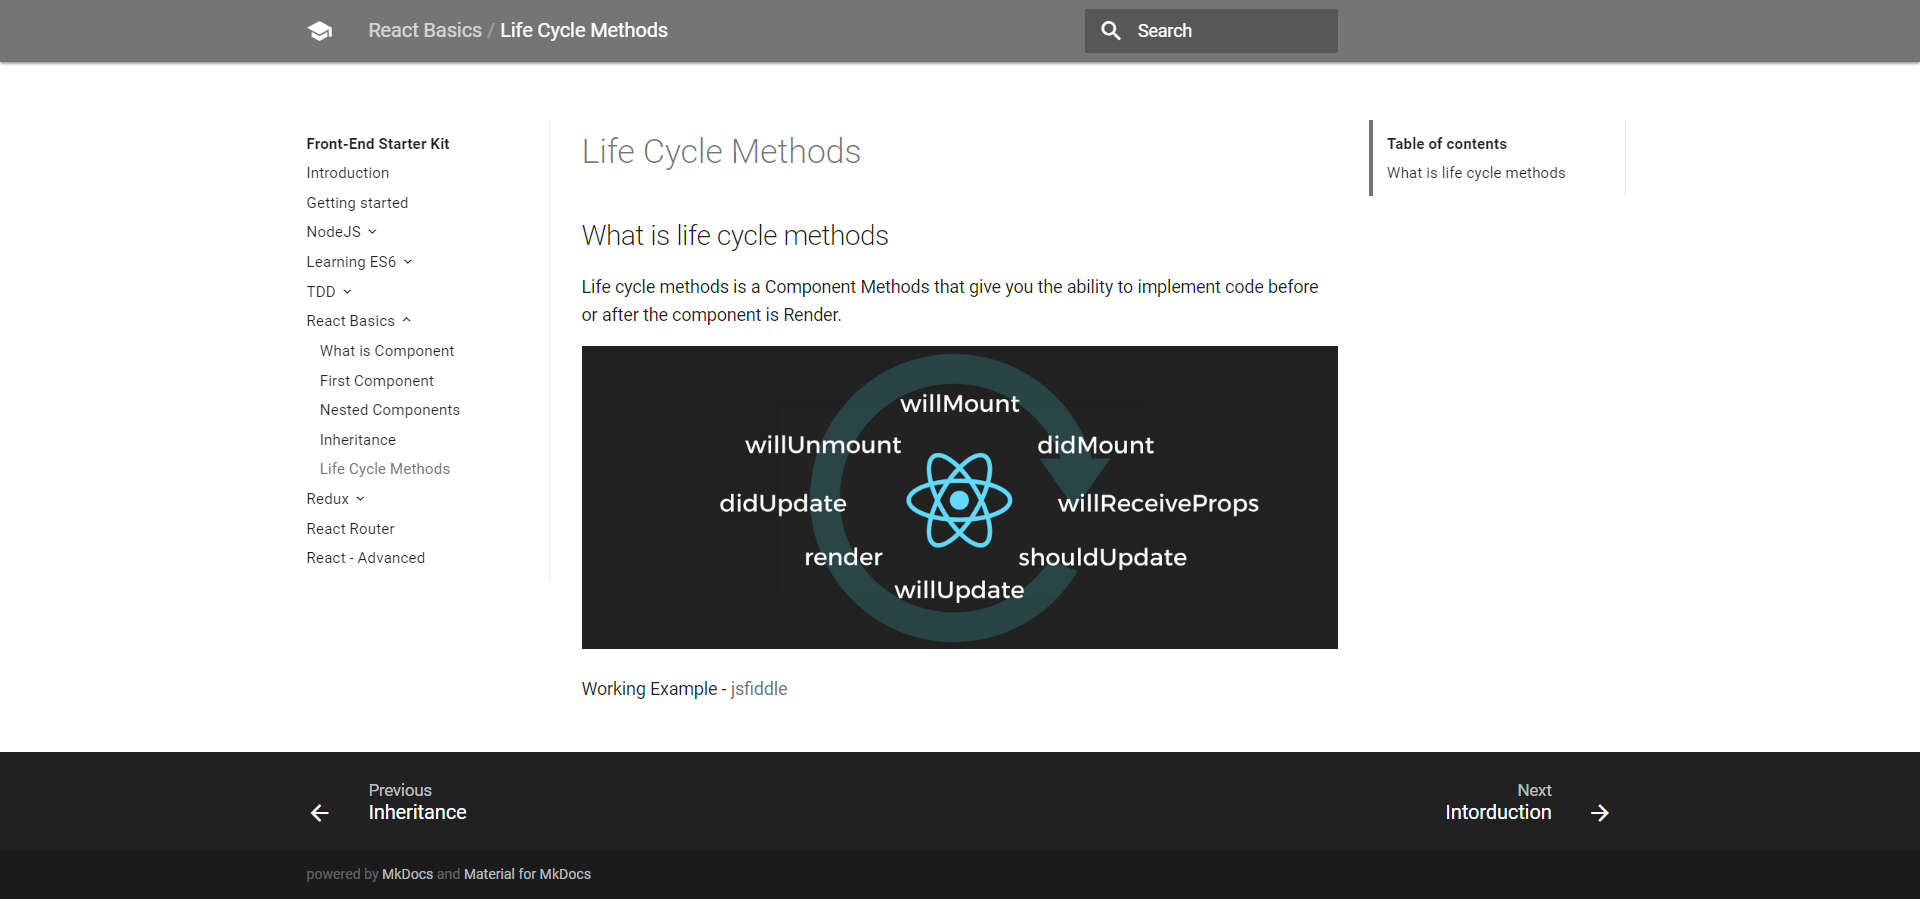 React Basics / Life Cycle Methods
Search
Front-End Starter Kit
Introduction
Getting started
NodeJS
Learning ES6
TDD
React Basics
What is Component
First Component
Nested Components
Inheritance
Life Cycle Methods
Redux
React Router
React - Advanced
Life Cycle Methods
What is life cycle methods
Life cycle methods is a Component Methods that give you the ability to implement code before
or after the component is Render.
willMount
willUnmount
didMount
didUpdate
willReceiveProps
render
shouldUpdate
willUpdate
Working Example - jsfiddle
Table of contents
What is life cycle methods
Previous
Inheritance
Next
Intorduction
powered by MkDocs and Material for MkDocs